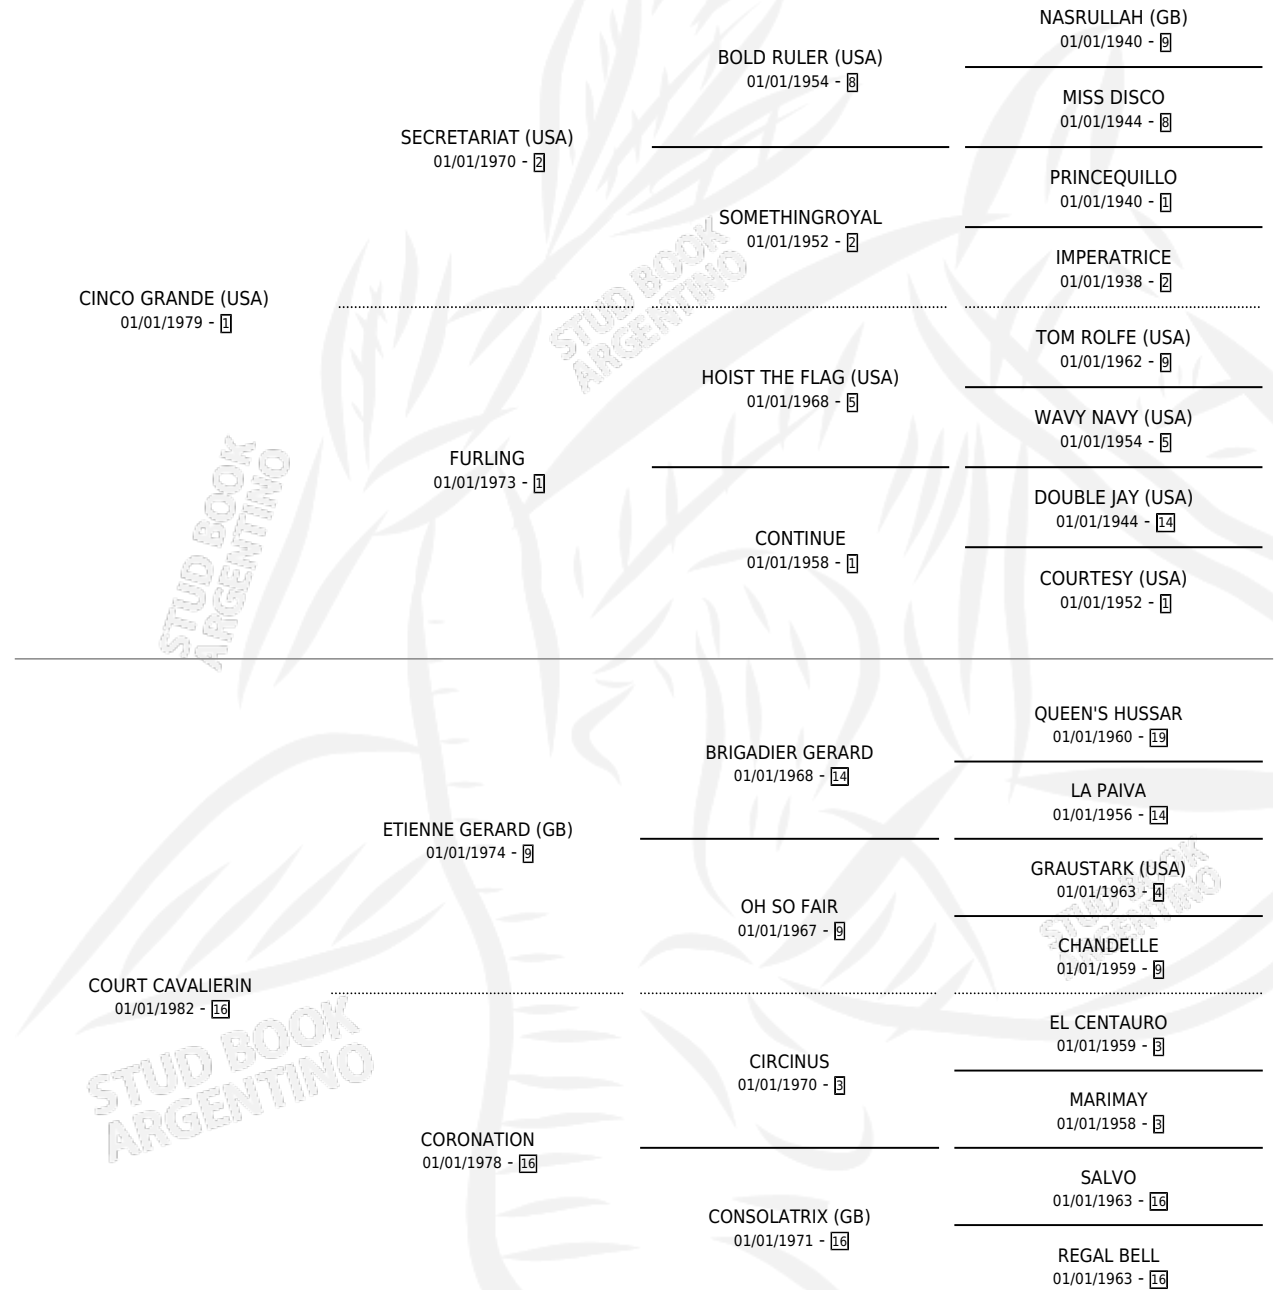 NASRULLAH (GB)
01/01/1940 - 9
BOLD RULER (USA)
01/01/1954 - 8
MISS DISCO
01/01/1944 - 8
SECRETARIAT (USA)
01/01/1970 - 2
PRINCEQUILLO
01/01/1940 - 1
SOMETHINGROYAL
01/01/1952 - 2
IMPERATRICE
01/01/1938 - 2
CINCO GRANDE (USA)
01/01/1979 - 1
TOM ROLFE (USA)
01/01/1962 - 9
HOIST THE FLAG (USA)
01/01/1968 - 5
WAVY NAVY (USA)
01/01/1954 - 5
FURLING
01/01/1973 - 1
DOUBLE JAY (USA)
01/01/1944 - 14
CONTINUE
01/01/1958 - 1
COURTESY (USA)
01/01/1952 - 1
STUD BOOK
ARGENTINO
STUD BOOK
ARGENTINO
QUEEN'S HUSSAR
01/01/1960 - 19
BRIGADIER GERARD
01/01/1968 - 14
LA PAIVA
01/01/1956 - 14
ETIENNE GERARD (GB)
01/01/1974 - 9
GRAUSTARK (USA)
01/01/1963 - 4
OH SO FAIR
01/01/1967 - 9
CHANDELLE
01/01/1959 - 9
COURT CAVALIERIN
01/01/1982 - 16
EL CENTAURO
01/01/1959 - 3
CIRCINUS
01/01/1970 - 3
MARIMAY
01/01/1958 - 3
CORONATION
01/01/1978 - 16
SALVO
01/01/1963 - 16
CONSOLATRIX (GB)
01/01/1971 - 16
REGAL BELL
01/01/1963 - 16
STUD BOOK
ARGENTINO
STUD BOOK
ARGENTINO